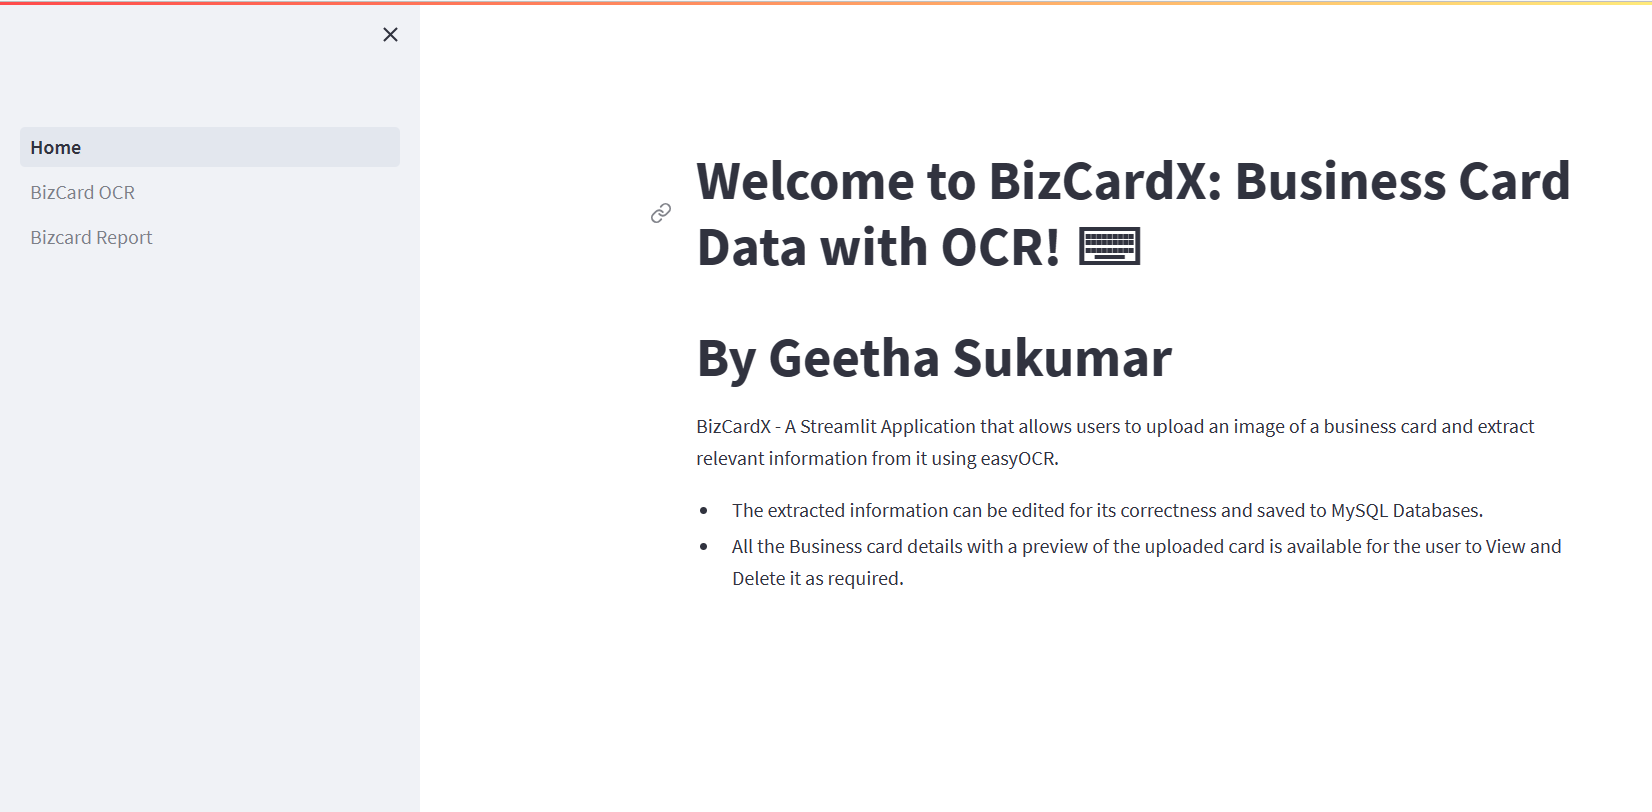 Home
BizCard OCR
Bizcard Report
Welcome to BizCardX: Business Card
Data with OCR! ⌨
By Geetha Sukumar
BizCardX - A Streamlit Application that allows users to upload an image of a business card and extract
relevant information from it using easyOCR.
• The extracted information can be edited for its correctness and saved to MySQL Databases.
• All the Business card details with a preview of the uploaded card is available for the user to View and
Delete it as required.